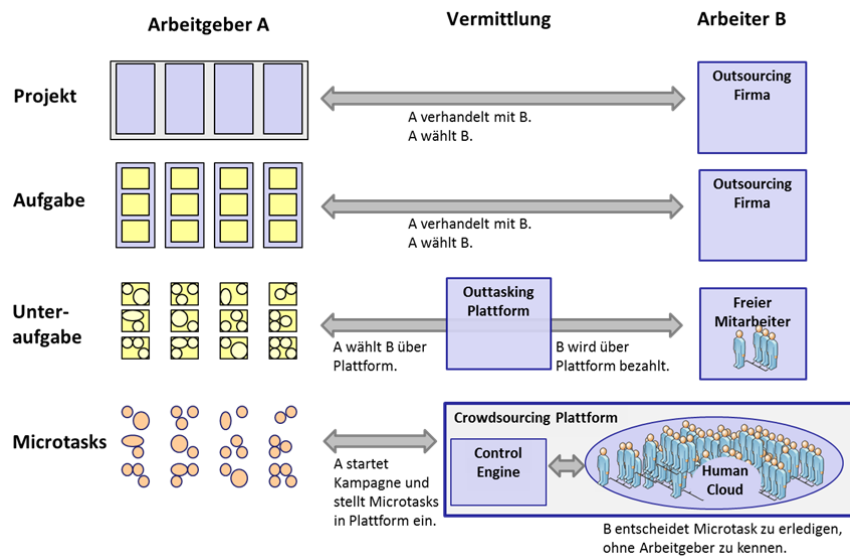 Arbeitgeber A
Vermittlung
Arbeiter B
Projekt
A verhandelt mit B.
A wählt B.
Outsourcing
Firma
Aufgabe
A verhandelt mit B.
A wählt B.
Outsourcing
Firma
Unter-
aufgabe
A wählt B über
Plattform.
Outtasking
Plattform
B wird über
Plattform bezahlt.
Freier
Mitarbeiter
Microtasks
A startet
Kampagne und
stellt Microtasks
in Plattform ein.
Crowdsourcing Plattform
Control
Engine
Human
Cloud
B entscheidet Microtask zu erledigen,
ohne Arbeitgeber zu kennen.